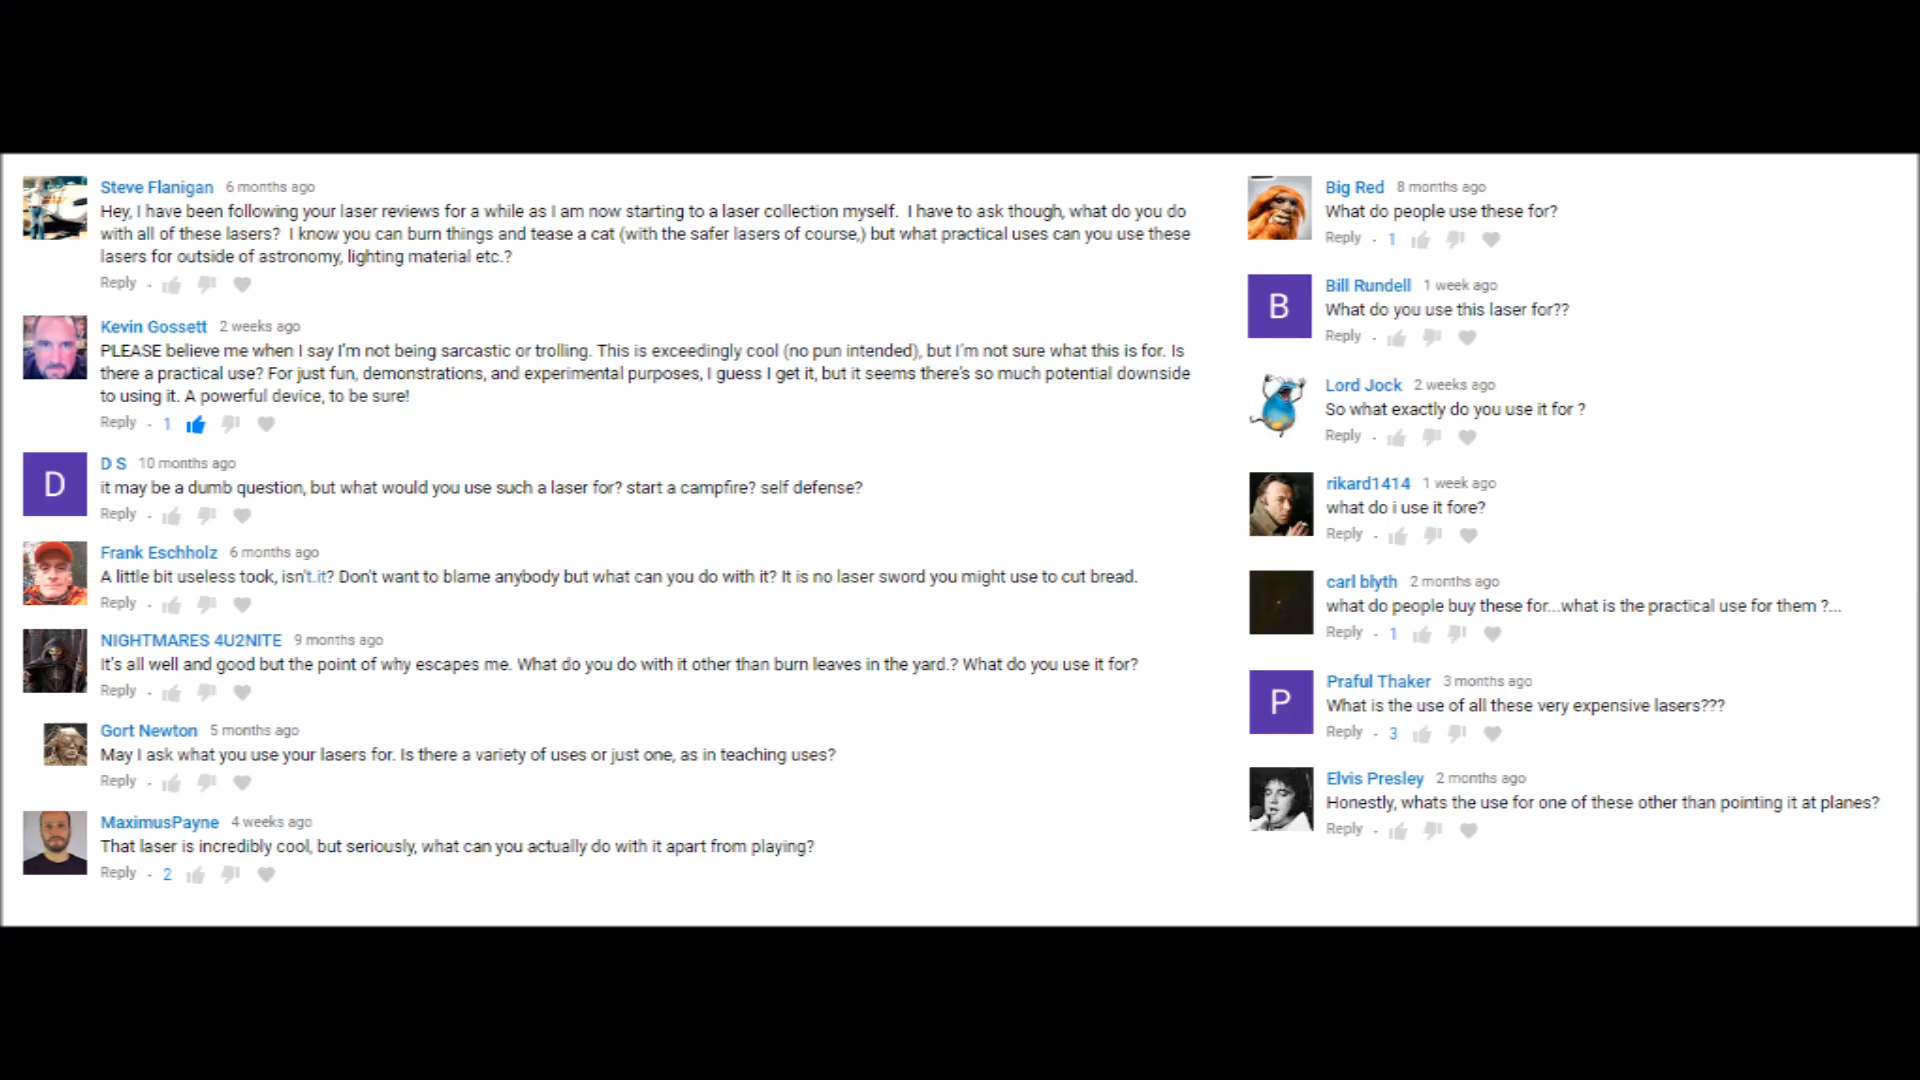 Steve Flanigan 6 months ago
Hey, I have been following your laser reviews for a while as I am now starting to a laser collection myself. I have to ask though, what do you do
with all of these lasers? I know you can burn things and tease a cat (with the safer lasers of course,) but what practical uses can you use these
lasers for outside of astronomy, lighting material etc.?
Reply
Kevin Gossett 2 weeks ago
PLEASE believe me when I say I'm not being sarcastic or trolling. This is exceedingly cool (no pun intended), but I'm not sure what this is for. Is
there a practical use? For just fun, demonstrations, and experimental purposes, I guess I get it, but it seems there's so much potential downside
to using it. A powerful device, to be sure!
Reply · 1
D
D S 10 months ago
it may be a dumb question, but what would you use such a laser for? start a campfire? self defense?
Reply
Frank Eschholz 6 months ago
A little bit useless took, isn't.it? Don't want to blame anybody but what can you do with it? It is no laser sword you might use to cut bread.
Reply
NIGHTMARES 4U2NITE 9 months ago
It's all well and good but the point of why escapes me. What do you do with it other than burn leaves in the yard.? What do you use it for?
Reply
Gort Newton 5 months ago
May I ask what you use your lasers for. Is there a variety of uses or just one, as in teaching uses?
Reply
MaximusPayne 4 weeks ago
That laser is incredibly cool, but seriously, what can you actually do with it apart from playing?
Reply · 2
Big Red 8 months ago
What do people use these for?
Reply · 1
B
Bill Rundell 1 week ago
What do you use this laser for??
Reply
Lord Jock 2 weeks ago
So what exactly do you use it for ?
Reply
rikard1414 1 week ago
what do i use it fore?
Reply
carl blyth 2 months ago
what do people buy these for...what is the practical use for them ?...
Reply · 1
P
Praful Thaker 3 months ago
What is the use of all these very expensive lasers???
Reply · 3
Elvis Presley 2 months ago
Honestly, whats the use for one of these other than pointing it at planes?
Reply